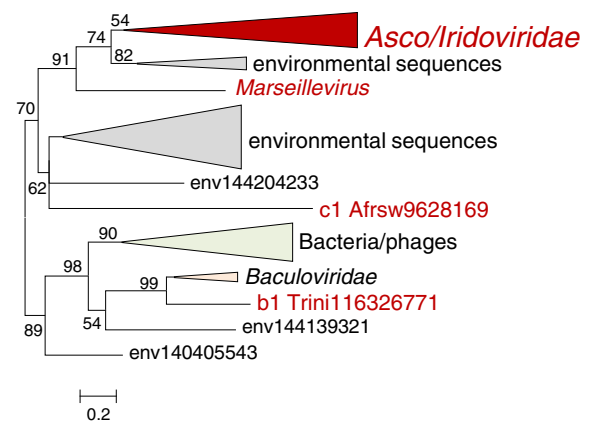 54
Asco/Iridoviridae
74
82
environmental sequences
91
Marseillevirus
70
environmental sequences
env144204233
62
c1 Afrsw9628169
90
Bacteria/phages
98
Baculoviridae
99
b1 Trini116326771
54
env144139321
89
env140405543
0.2